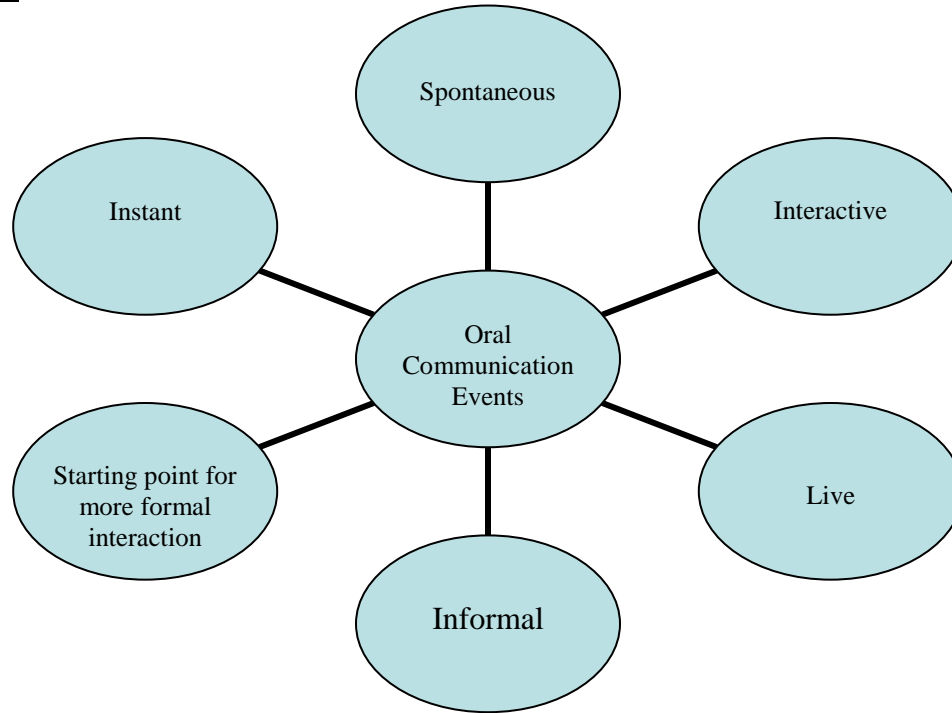 Spontaneous
Instant
Interactive
Oral
Communication
Events
Starting point for
more formal
interaction
Live
Informal